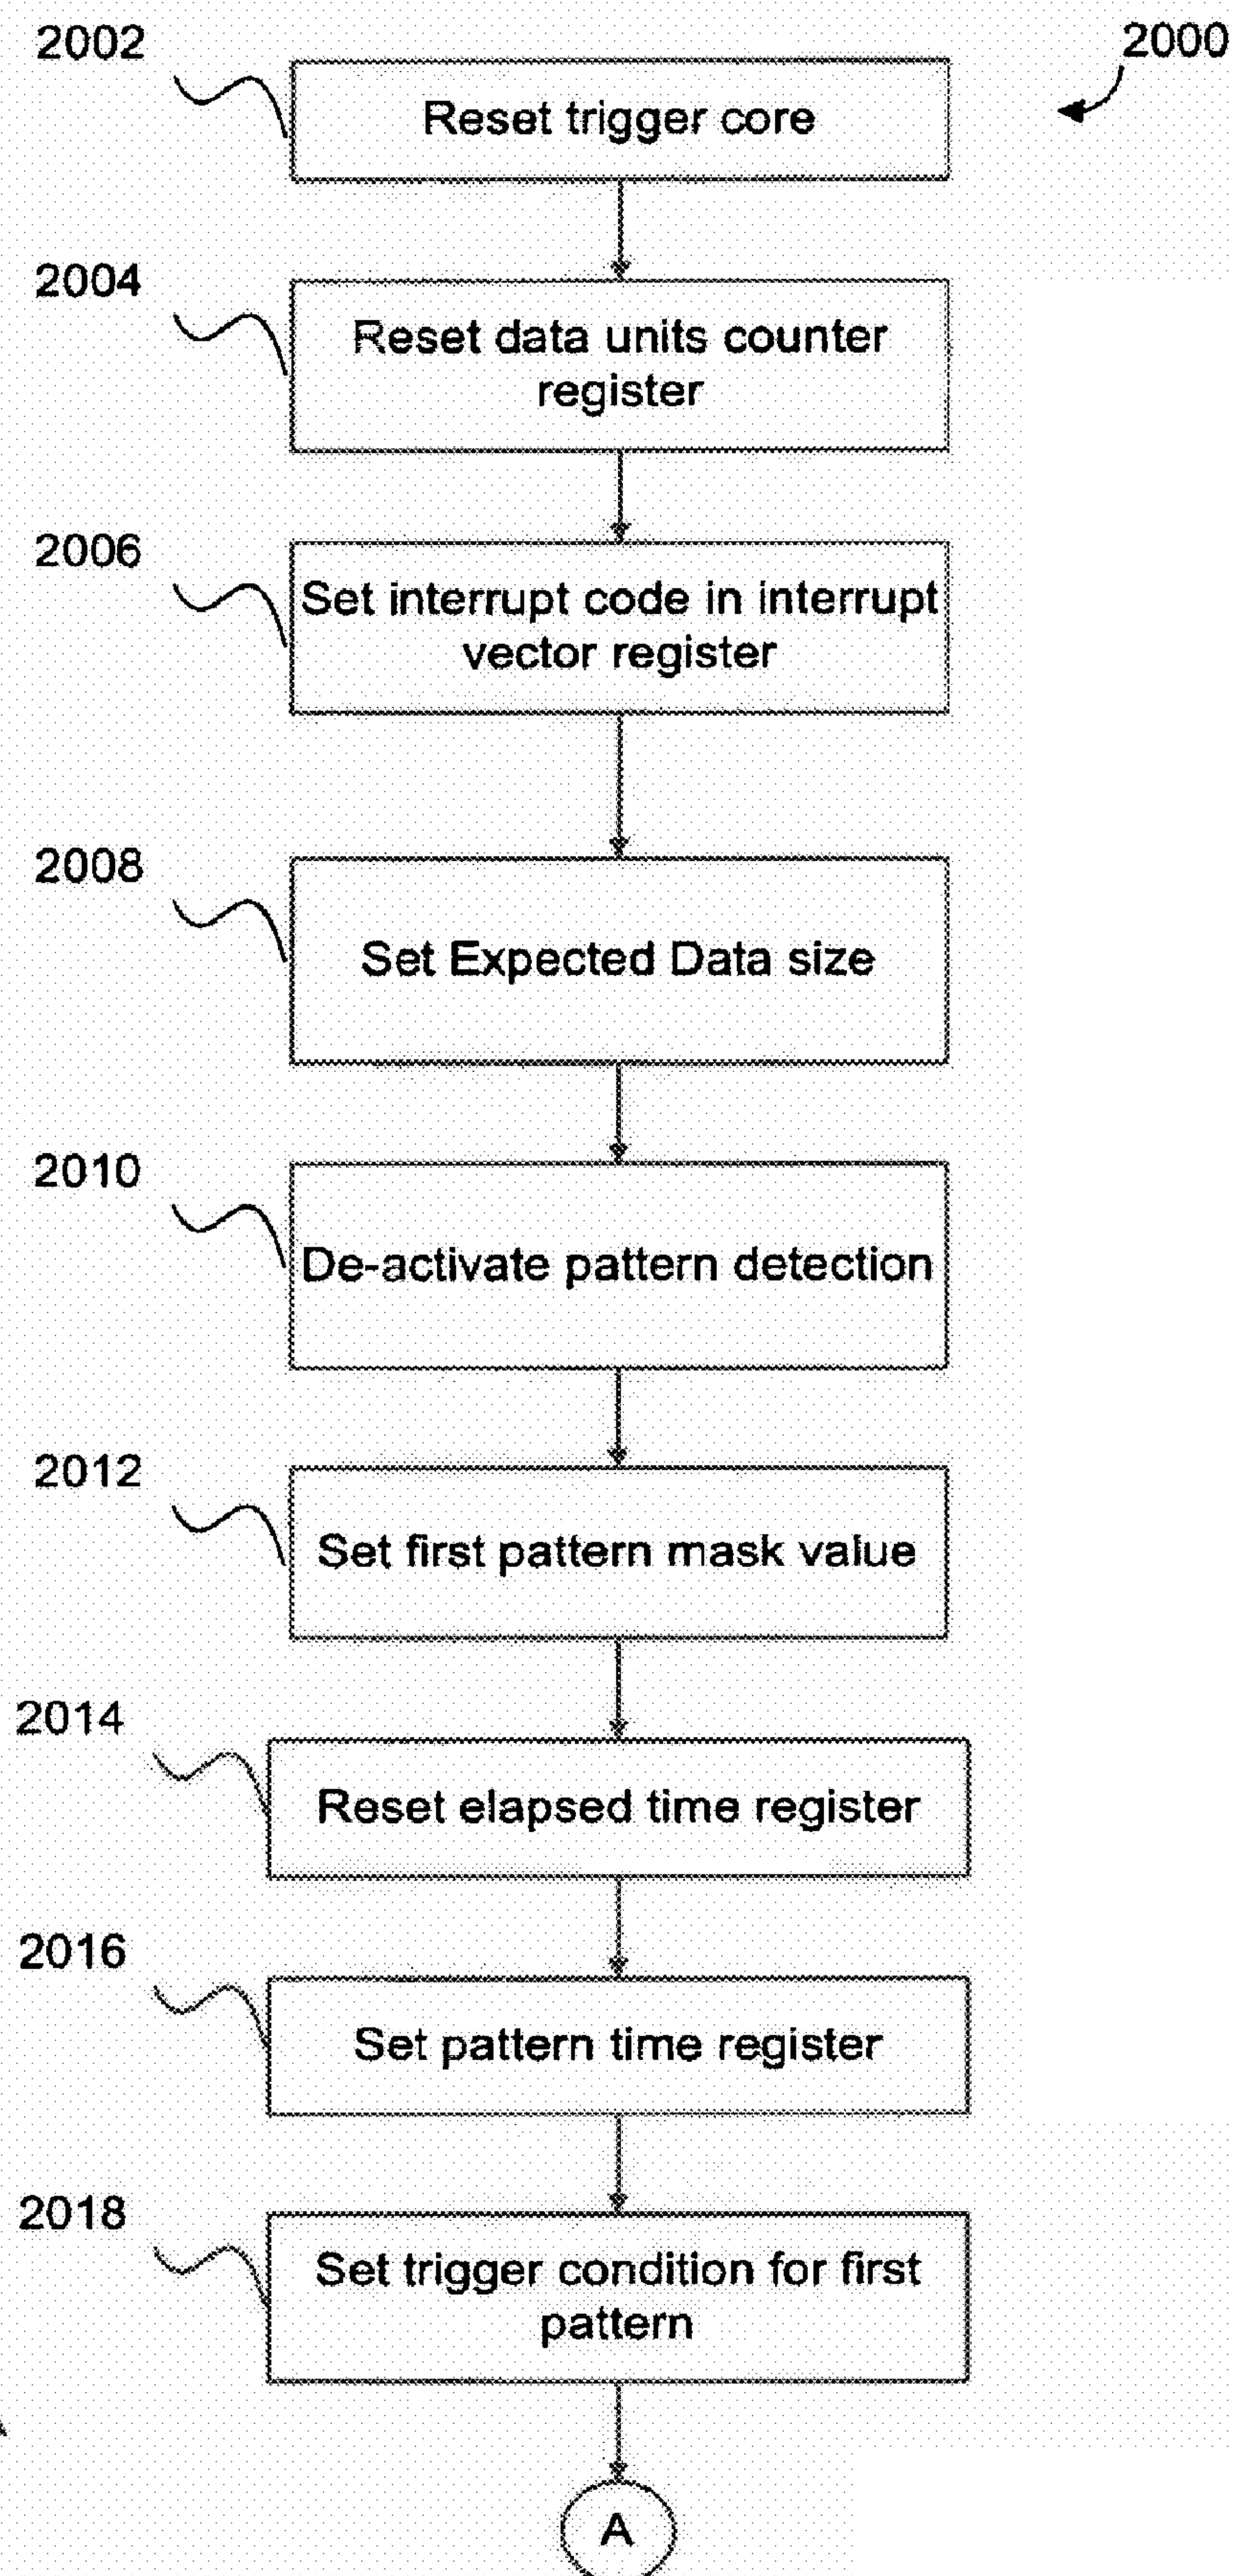 2002
2000
Reset trigger core
2004
Reset data units counter
register
2006
Set interrupt code in interrupt
vector register
2008
Set Expected Data size
2010
De-activate pattern detection
2012
Set first pattern mask value
2014
Reset elapsed time register
2016
Set pattern time register
2018
Set trigger condition for first
pattern
A